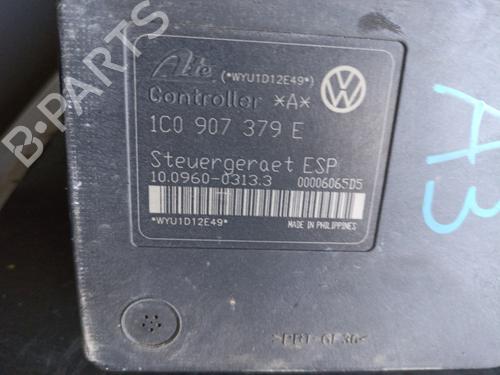 Ate (*WYU1D12E49*)
Controller *A*
1C0 907 379 E
Steuergeraet ESP
10.0960-0313.3 00006065D5
*WYU1D12E49*
MADE IN PHILIPPINES
A3
B-PARTS